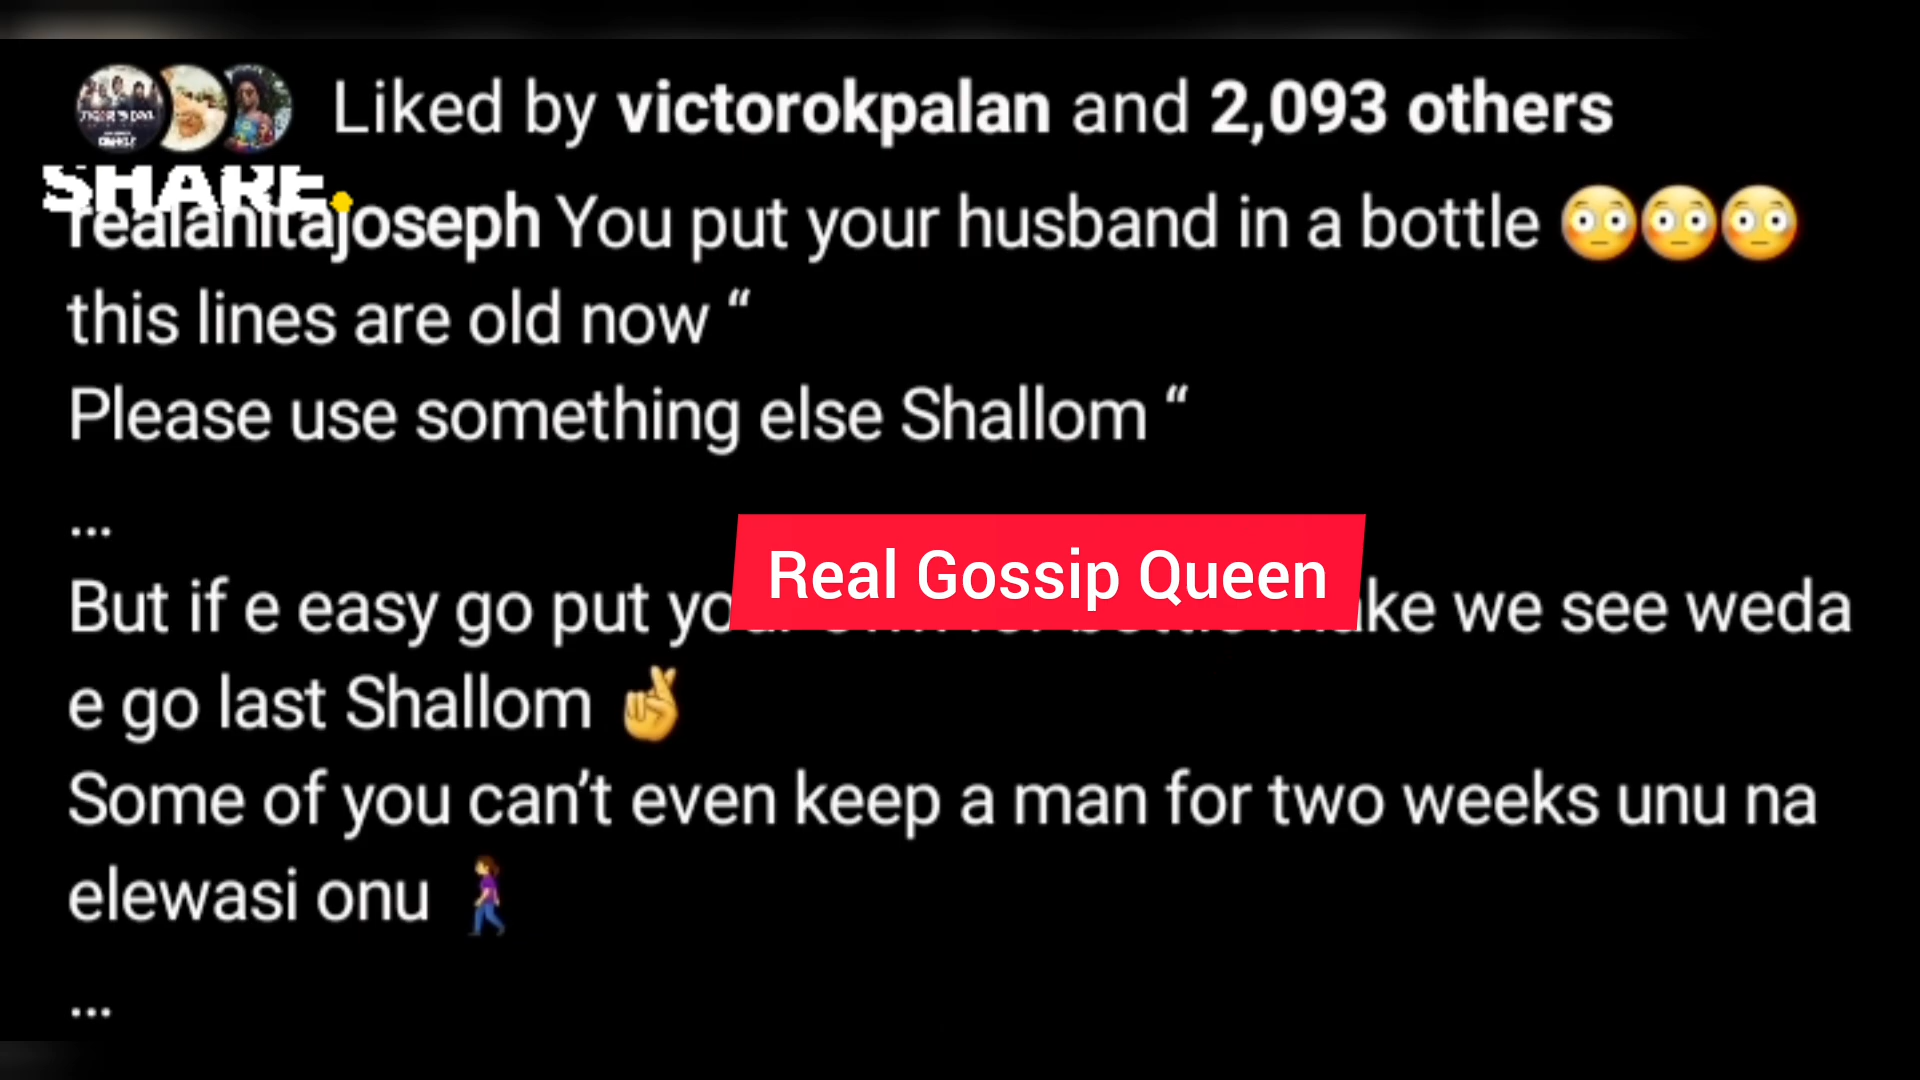 Liked by victorokpalan and 2,093 others
SHARE.
realanitajoseph You put your husband in a bottle 😳😳😳
this lines are old now “
Please use something else Shallom “
...
Real Gossip Queen
But if e easy go put make we see weda
e go last Shallom 🤞
Some of you can’t even keep a man for two weeks unu na
elewasi onu 🚶‍♀️
...